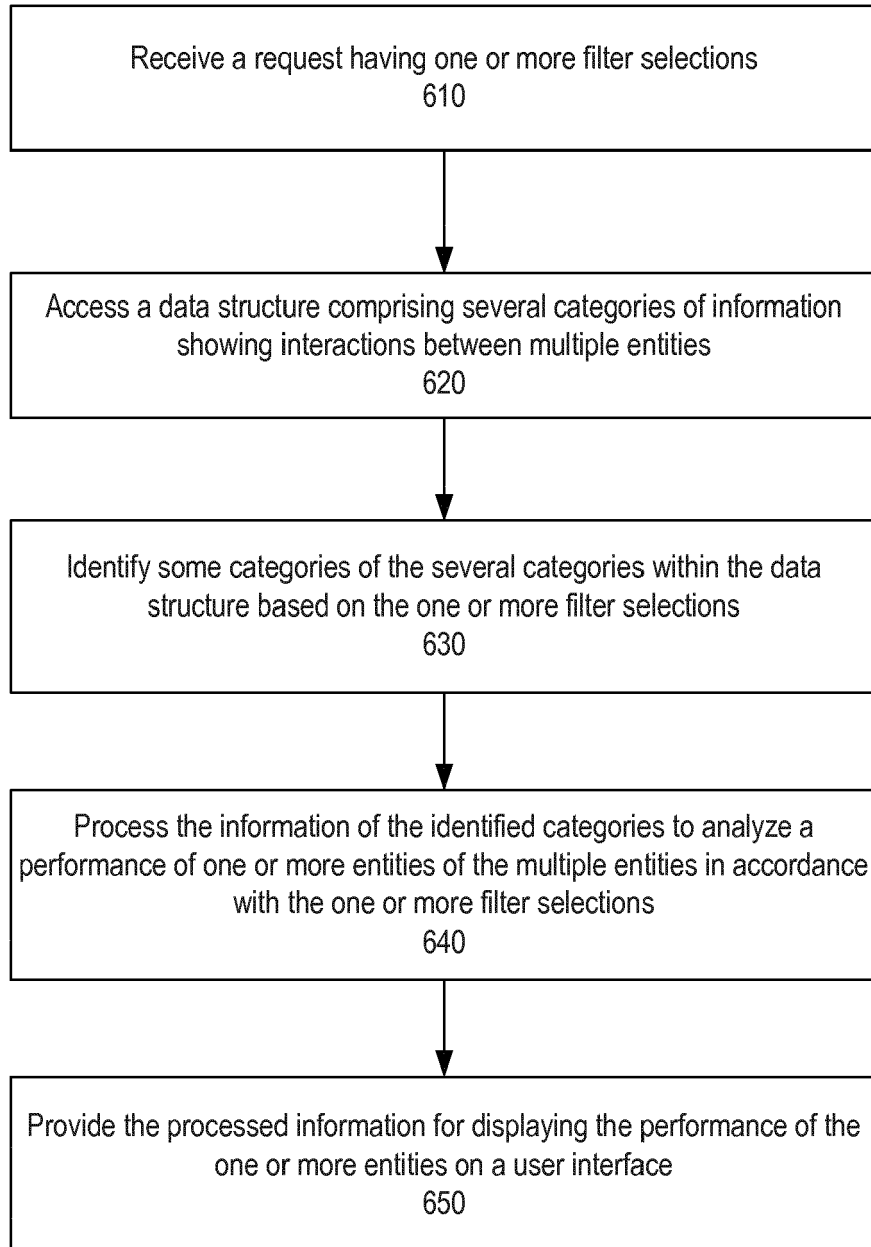 Receive a request having one or more filter selections
610
Access a data structure comprising several categories of information
showing interactions between multiple entities
620
Identify some categories of the several categories within the data
structure based on the one or more filter selections
630
Process the information of the identified categories to analyze a
performance of one or more entities of the multiple entities in accordance
with the one or more filter selections
640
Provide the processed information for displaying the performance of the
one or more entities on a user interface
650